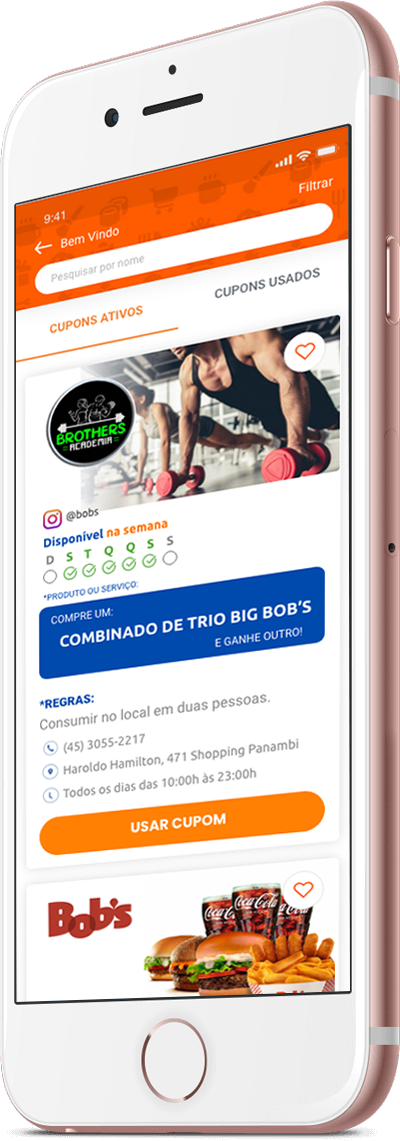 9:41
Filtrar
Bem Vindo
Pesquisar por nome
CUPONS ATIVOS
CUPONS USADOS
BROTHERS
ACADEMIA
@bobs
Disponível na semana
D S T Q Q S S
*PRODUTO OU SERVIÇO:
COMPRE UM:
COMBINADO DE TRIO BIG BOB'S
E GANHE OUTRO!
*REGRAS:
Consumir no local em duas pessoas.
(45) 3055-2217
Haroldo Hamilton, 471 Shopping Panambi
Todos os dias das 10:00h às 23:00h
USAR CUPOM
Bob's
Coca-Cola Coca-Cola Coca-Cola